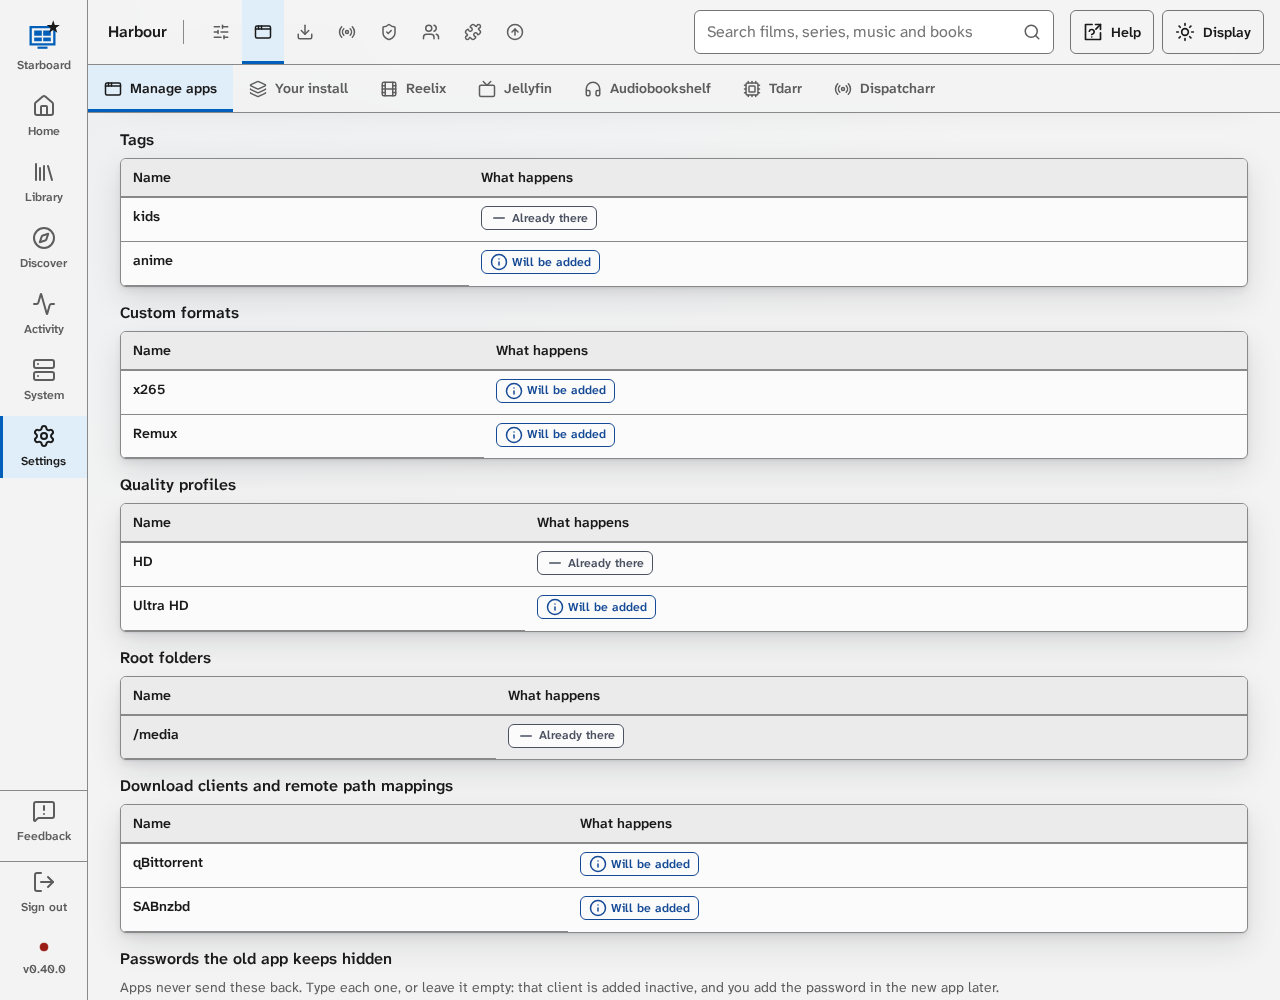 Harbour
Search films, series, music and books
Help
Display
Starboard
Home
Library
Discover
Activity
System
Settings
Feedback
Sign out
v0.40.0
Manage apps
Your install
Reelix
Jellyfin
Audiobookshelf
Tdarr
Dispatcharr
Tags
Name What happens
kids Already there
anime Will be added
Custom formats
Name What happens
x265 Will be added
Remux Will be added
Quality profiles
Name What happens
HD Already there
Ultra HD Will be added
Root folders
Name What happens
/media Already there
Download clients and remote path mappings
Name What happens
qBittorrent Will be added
SABnzbd Will be added
Passwords the old app keeps hidden
Apps never send these back. Type each one, or leave it empty: that client is added inactive, and you add the password in the new app later.